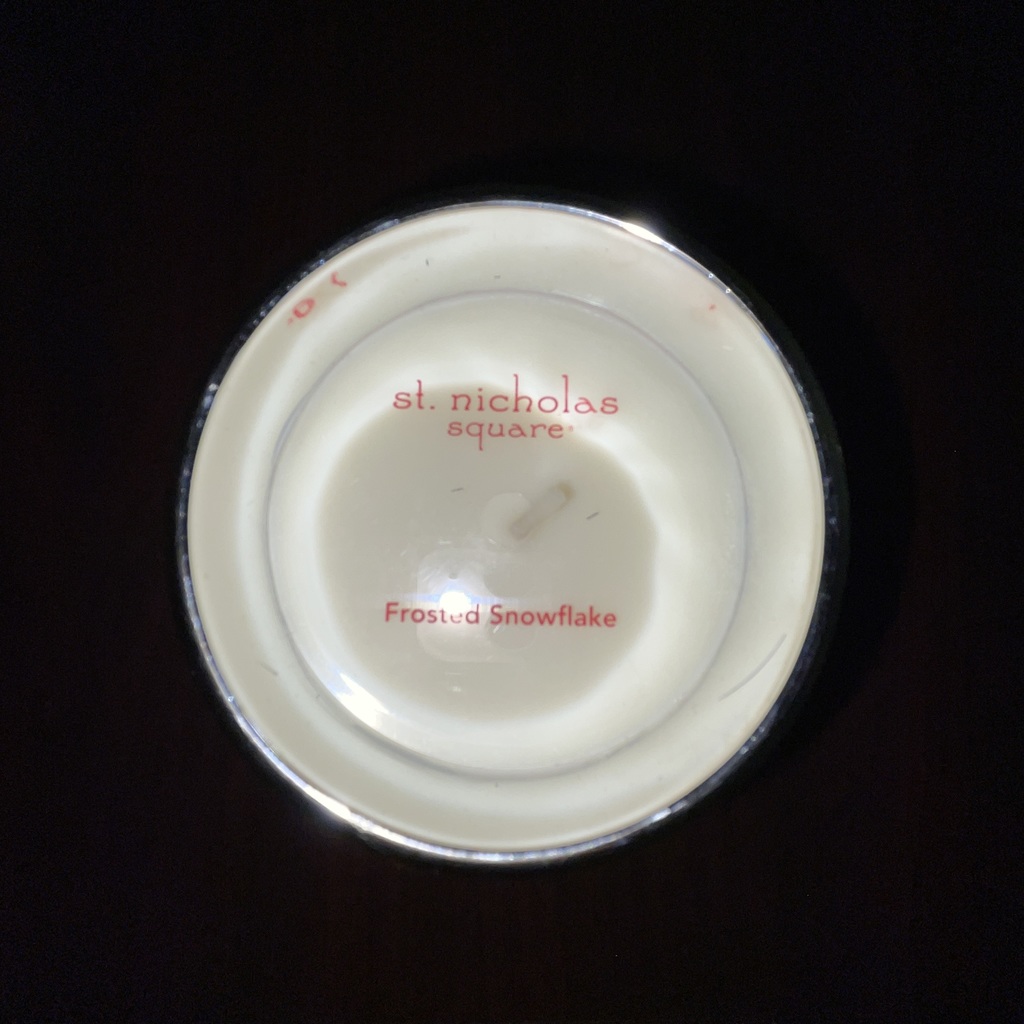 st. nicholas
square
Frosted Snowflake